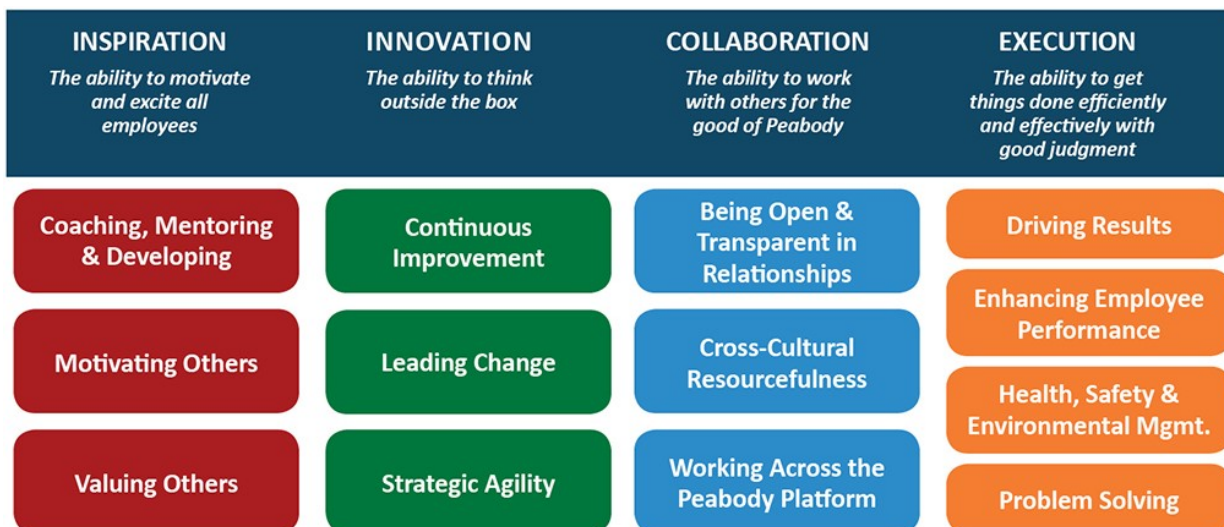 INSPIRATION
The ability to motivate
and excite all
employees
INNOVATION
The ability to think
outside the box
COLLABORATION
The ability to work
with others for the
good of Peabody
EXECUTION
The ability to get
things done efficiently
and effectively with
good judgment
Coaching, Mentoring
& Developing
Motivating Others
Valuing Others
Continuous
Improvement
Leading Change
Strategic Agility
Being Open &
Transparent in
Relationships
Cross-Cultural
Resourcefulness
Working Across the
Peabody Platform
Driving Results
Enhancing Employee
Performance
Health, Safety &
Environmental Mgmt.
Problem Solving